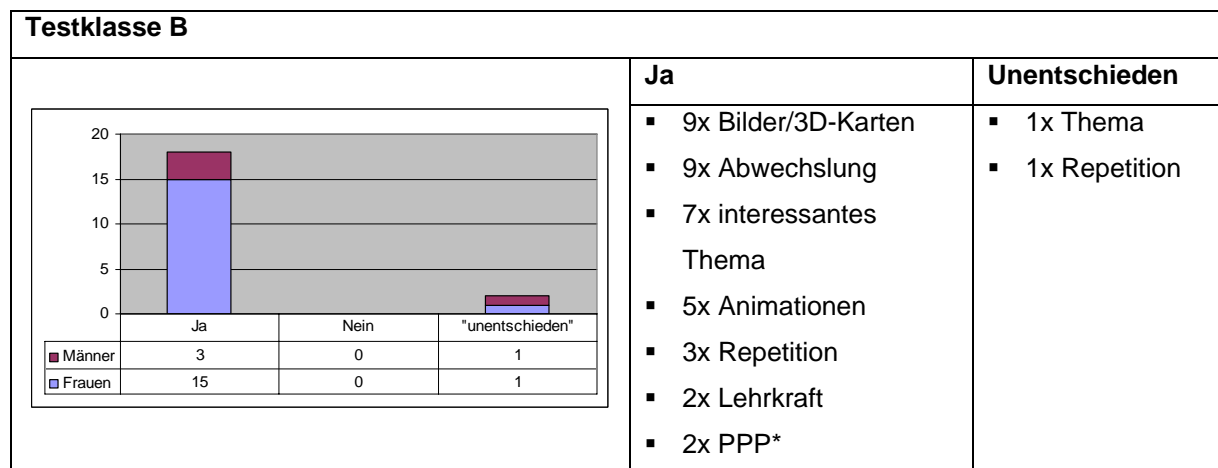 Testklasse B
20
15
10
5
0
Ja Nein "unentschieden"
Männer 3 0 1
Frauen 15 0 1
Ja
▪ 9x Bilder/3D-Karten
▪ 9x Abwechslung
▪ 7x interessantes
Thema
▪ 5x Animationen
▪ 3x Repetition
▪ 2x Lehrkraft
▪ 2x PPP*
Unentschieden
▪ 1x Thema
▪ 1x Repetition